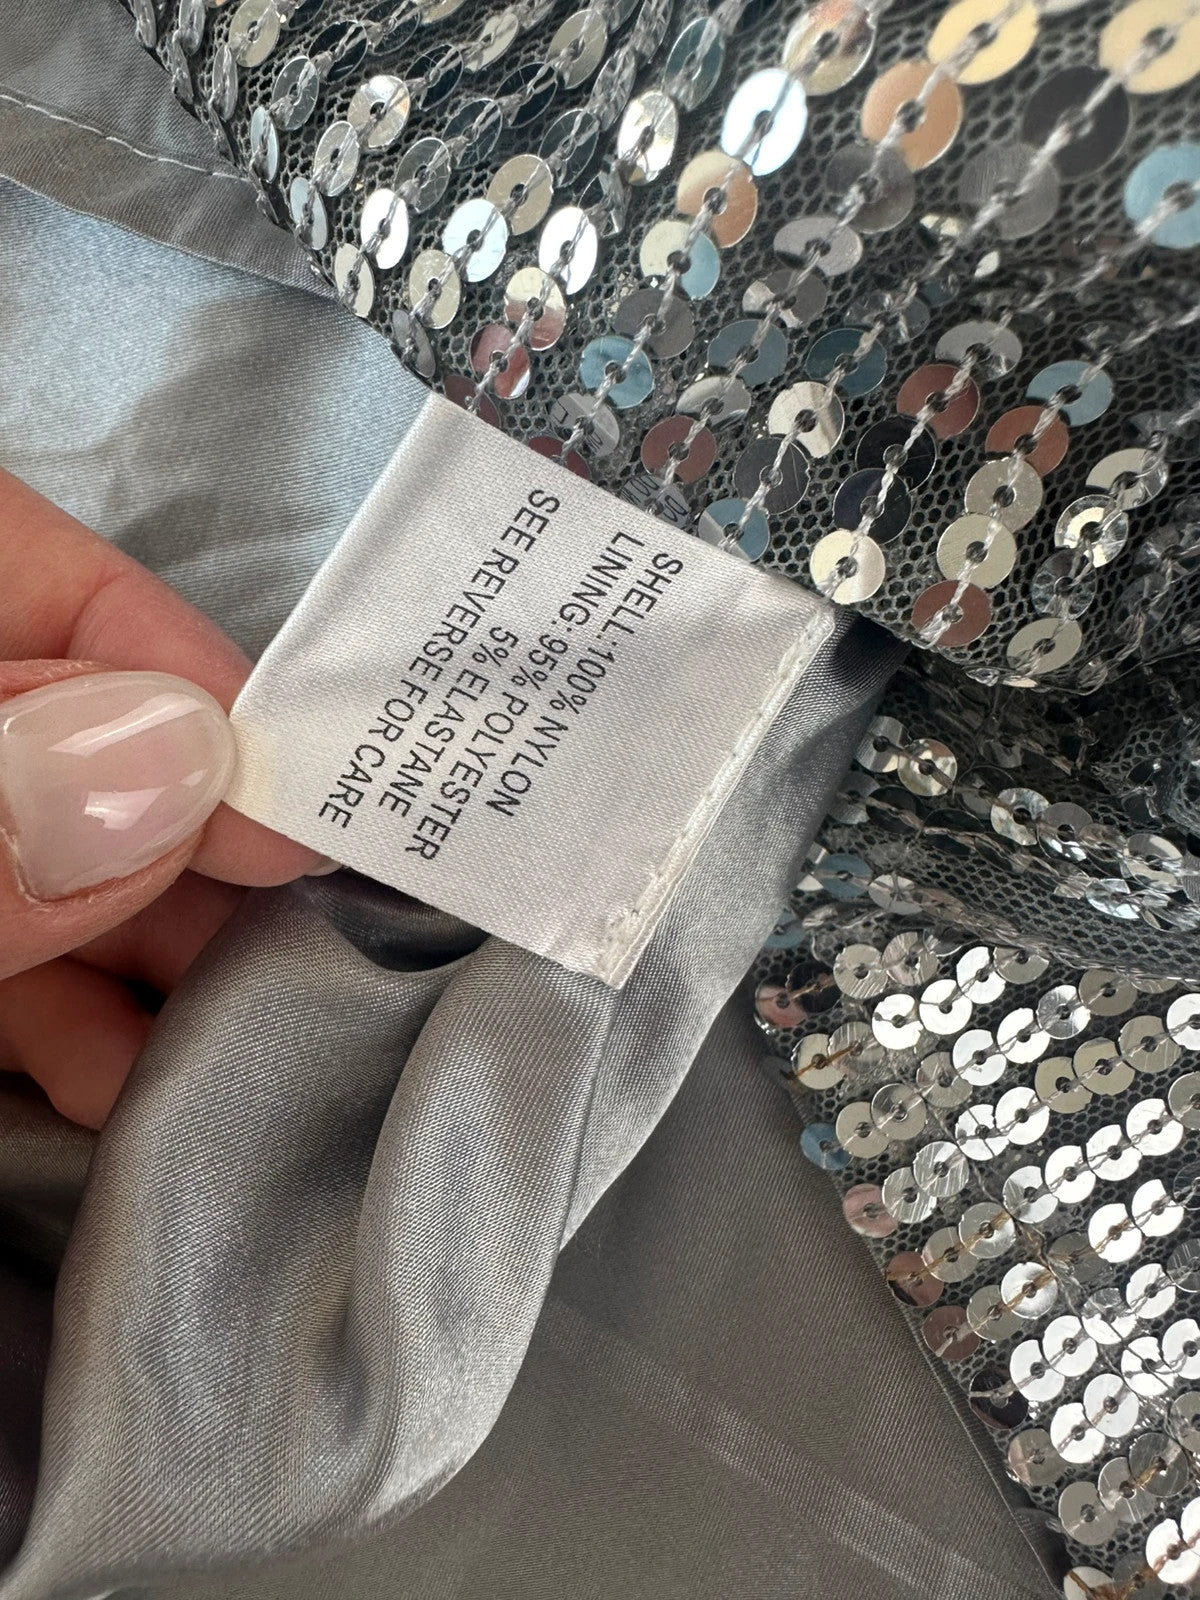 SHELL:100% NYLON
LINING:95% POLYESTER
5% ELASTANE
SEE REVERSE FOR CARE